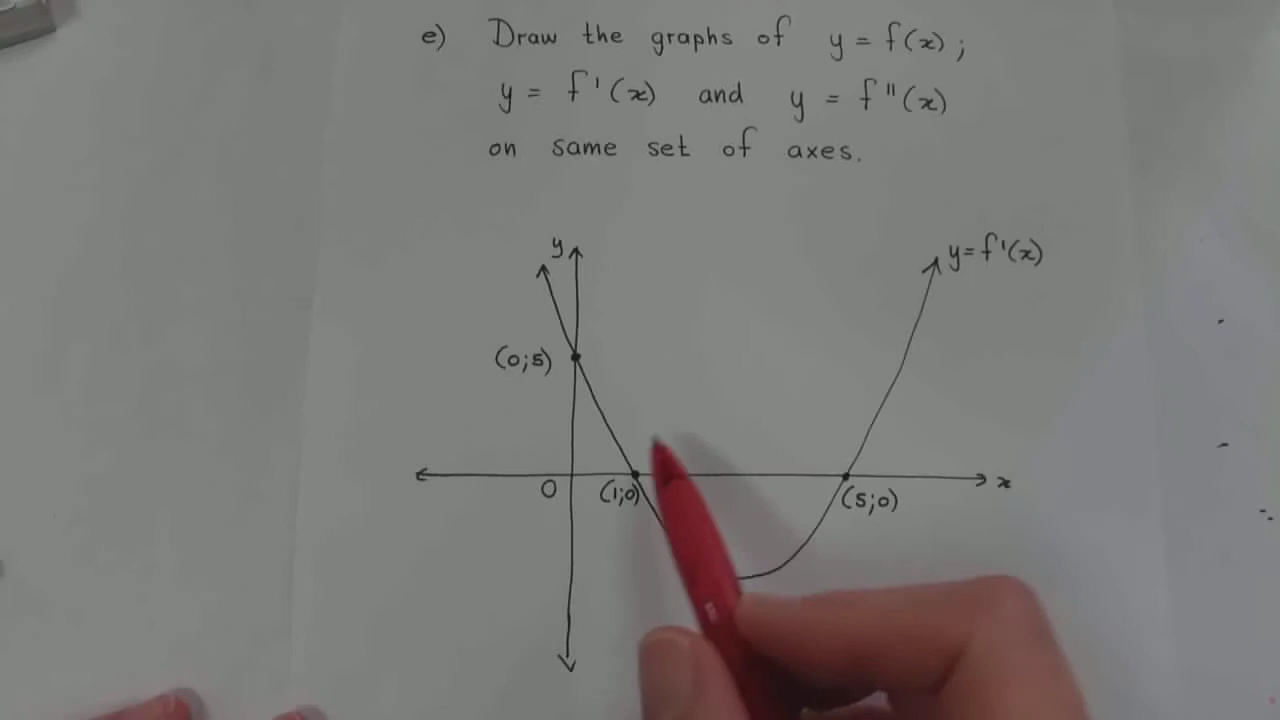 e) Draw the graphs of y = f(x);
y = f'(x) and y = f"(x)
on same set of axes.
y
y=f'(x)
(0;5)
0
(1;0)
(5;0)
x